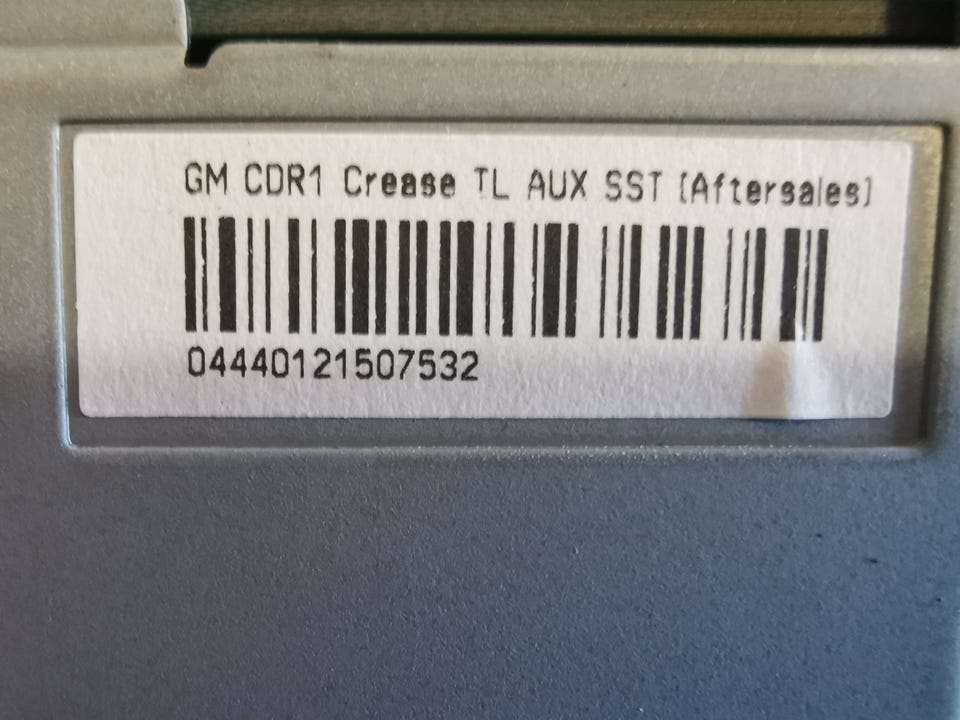 GM CDR1 Crease TL AUX SST [Aftersales]
04440121507532